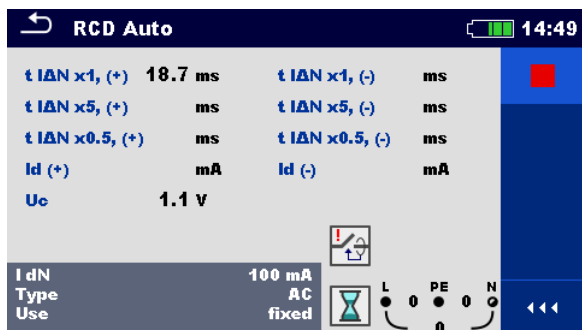 RCD Auto 14:49
t IΔN x1, (+) 18.7 ms t IΔN x1, (-) ms
t IΔN x5, (+) ms t IΔN x5, (-) ms
t IΔN x0.5, (+) ms t IΔN x0.5, (-) ms
Id (+) mA Id (-) mA
Uc 1.1 V
I dN 100 mA
Type AC
Use fixed
L PE N
0 0
0